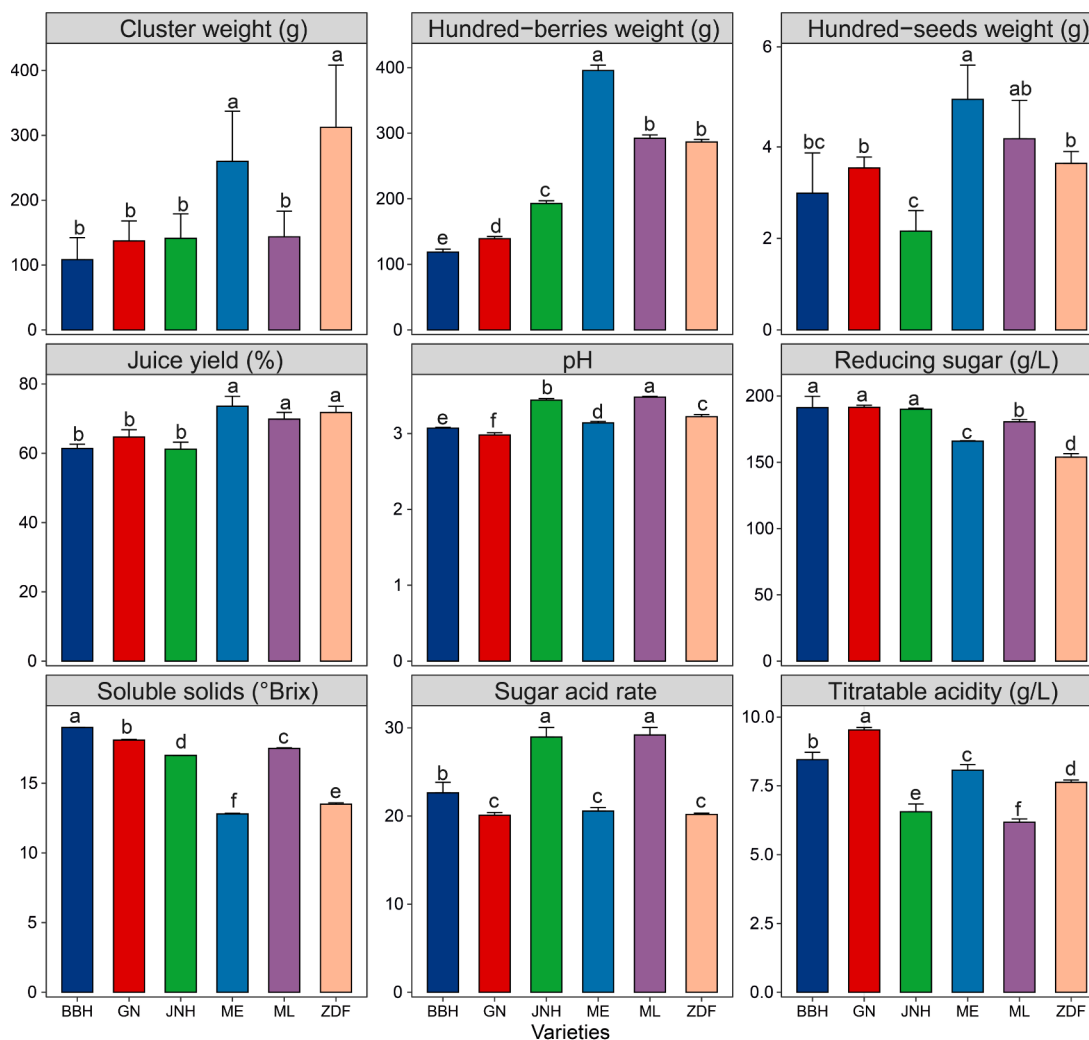 Cluster weight (g)
Hundred−berries weight (g)
Hundred−seeds weight (g)
400
300
200
100
0
b
b
b
a
b
a
400
300
200
100
0
e
d
c
a
b
b
6
4
2
0
bc
b
c
a
ab
b
Juice yield (%)
pH
Reducing sugar (g/L)
80
60
40
20
0
b
b
b
a
a
a
3
2
1
0
e
f
b
d
a
c
200
150
100
50
0
a
a
a
c
b
d
Soluble solids (°Brix)
Sugar acid rate
Titratable acidity (g/L)
15
10
5
0
a
b
d
f
c
e
30
20
10
0
b
c
a
c
a
c
10.0
7.5
5.0
2.5
0.0
b
a
e
c
f
d
BBH GN JNH ME ML ZDF
BBH GN JNH ME ML ZDF
BBH GN JNH ME ML ZDF
Varieties